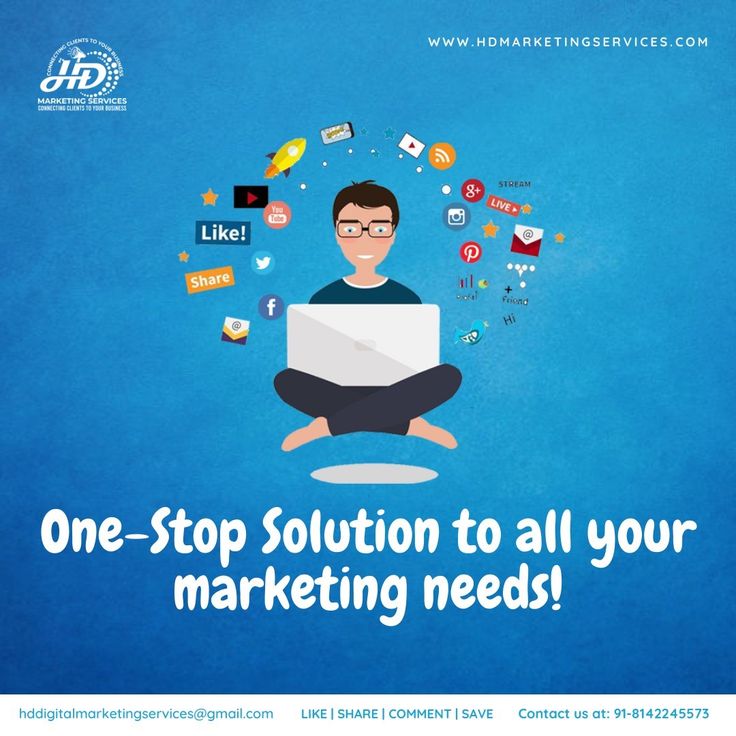 WWW.HDMARKETINGSERVICES.COM
CONNECTING CLIENTS TO YOUR BUSINESS
HD
MARKETING SERVICES
CONNECTING CLIENTS TO YOUR BUSINESS
STREAM
g+
LIVE
You
Tube
Like!
@
Share
f
+
friend
Hi
@
One-Stop Solution to all your
marketing needs!
hddigitalmarketingservices@gmail.com
LIKE | SHARE | COMMENT | SAVE
Contact us at: 91-8142245573